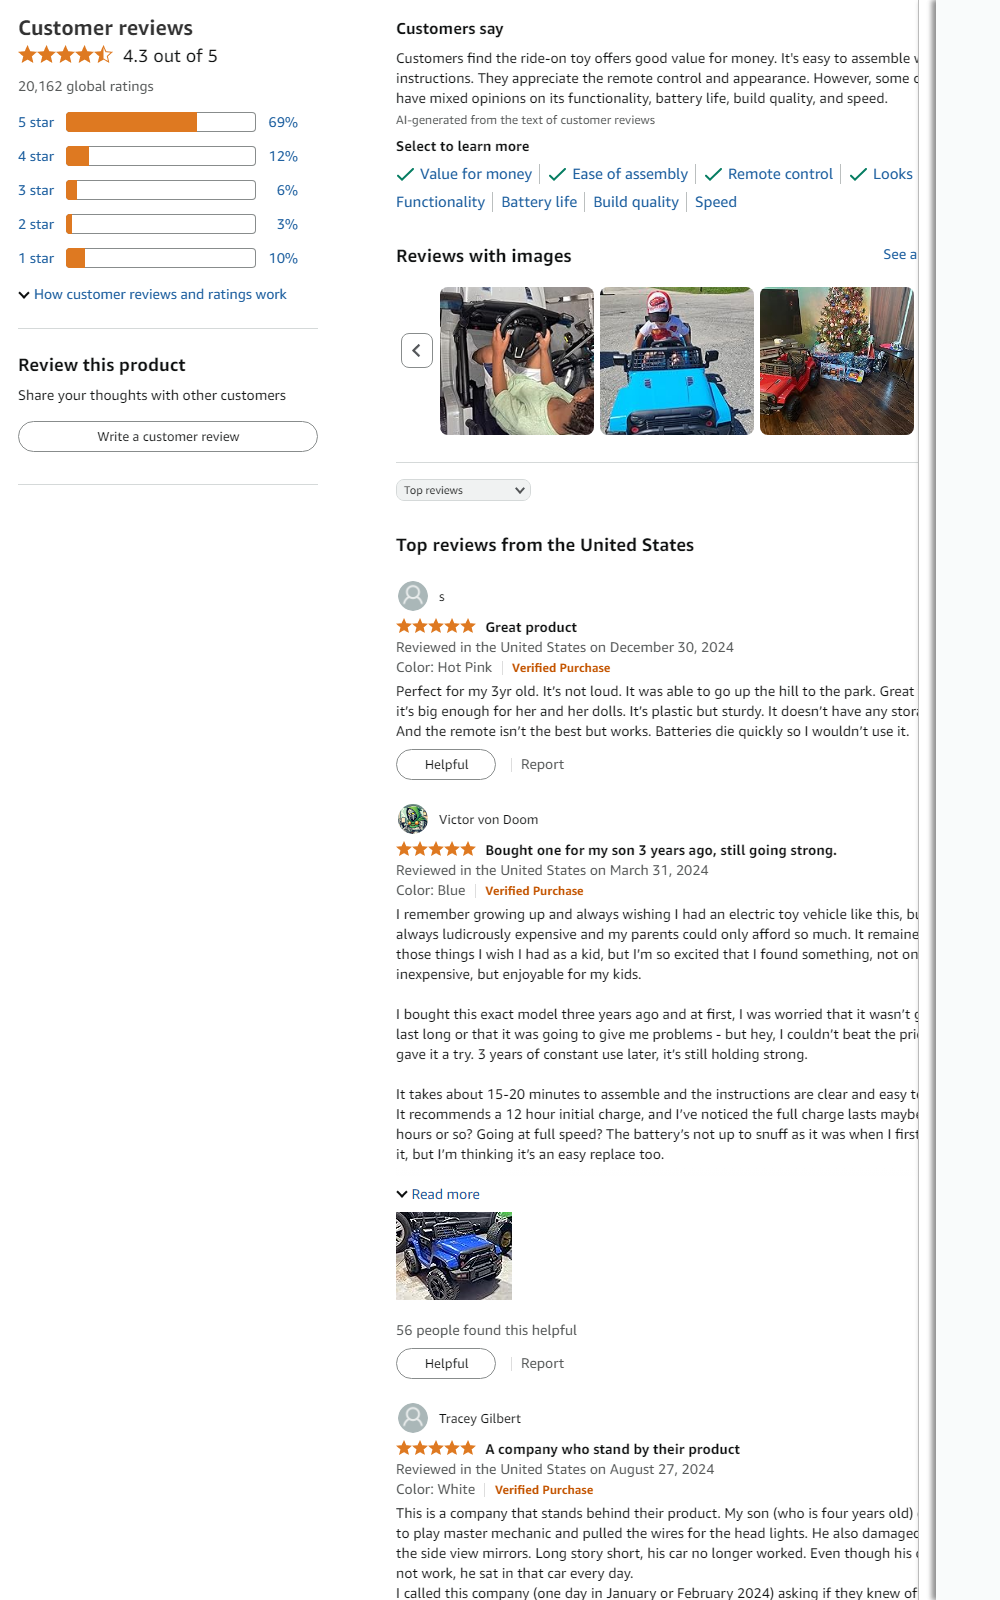 Customer reviews
4.3 out of 5
20,162 global ratings
5 star 69%
4 star 12%
3 star 6%
2 star 3%
1 star 10%
How customer reviews and ratings work
Review this product
Share your thoughts with other customers
Write a customer review
Customers say
Customers find the ride-on toy offers good value for money. It's easy to assemble
instructions. They appreciate the remote control and appearance. However, some
have mixed opinions on its functionality, battery life, build quality, and speed.
AI-generated from the text of customer reviews
Select to learn more
Value for money Ease of assembly Remote control Looks
Functionality Battery life Build quality Speed
Reviews with images
See a
Top reviews
Top reviews from the United States
s
Great product
Reviewed in the United States on December 30, 2024
Color: Hot Pink Verified Purchase
Perfect for my 3yr old. It’s not loud. It was able to go up the hill to the park. Great
it’s big enough for her and her dolls. It’s plastic but sturdy. It doesn’t have any
And the remote isn’t the best but works. Batteries die quickly so I wouldn’t use it.
Helpful Report
Victor von Doom
Bought one for my son 3 years ago, still going strong.
Reviewed in the United States on March 31, 2024
Color: Blue Verified Purchase
I remember growing up and always wishing I had an electric toy vehicle like this,
always ludicrously expensive and my parents could only afford so much. It
those things I wish I had as a kid, but I’m so excited that I found something, not
inexpensive, but enjoyable for my kids.
I bought this exact model three years ago and at first, I was worried that it wasn’t
last long or that it was going to give me problems - but hey, I couldn’t beat the
gave it a try. 3 years of constant use later, it’s still holding strong.
It takes about 15-20 minutes to assemble and the instructions are clear and easy
It recommends a 12 hour initial charge, and I’ve noticed the full charge lasts maybe
hours or so? Going at full speed? The battery’s not up to snuff as it was when I first
it, but I’m thinking it’s an easy replace too.
Read more
56 people found this helpful
Helpful Report
Tracey Gilbert
A company who stand by their product
Reviewed in the United States on August 27, 2024
Color: White Verified Purchase
This is a company that stands behind their product. My son (who is four years old)
to play master mechanic and pulled the wires for the head lights. He also damaged
the side view mirrors. Long story short, his car no longer worked. Even though his
not work, he sat in that car every day.
I called this company (one day in January or February 2024) asking if they knew of